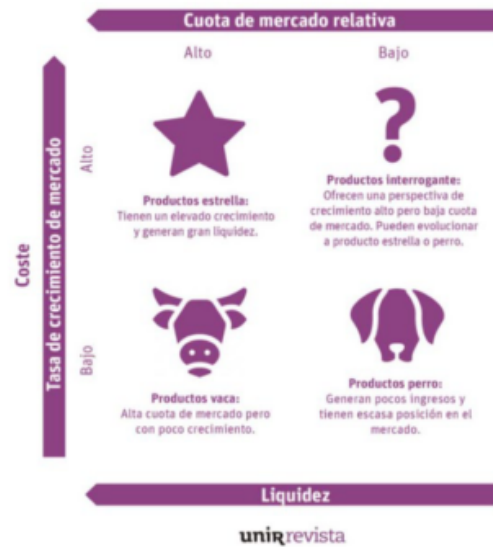 Cuota de mercado relativa
Alto
Bajo
Coste
Tasa de crecimiento de mercado
Alto
Productos estrella:
Tienen un elevado crecimiento
y generan gran líquidez.
Productos interrogante:
Ofrecen una perspectiva de
crecimiento alto pero baja cuota
de mercado. Pueden evolucionar
a producto estrella o perro.
Bajo
Productos vaca:
Alta cuota de mercado pero
con poco crecimiento.
Productos perro:
Generan pocos ingresos y
tienen escasa posición en el
mercado.
Liquidez
unir revista